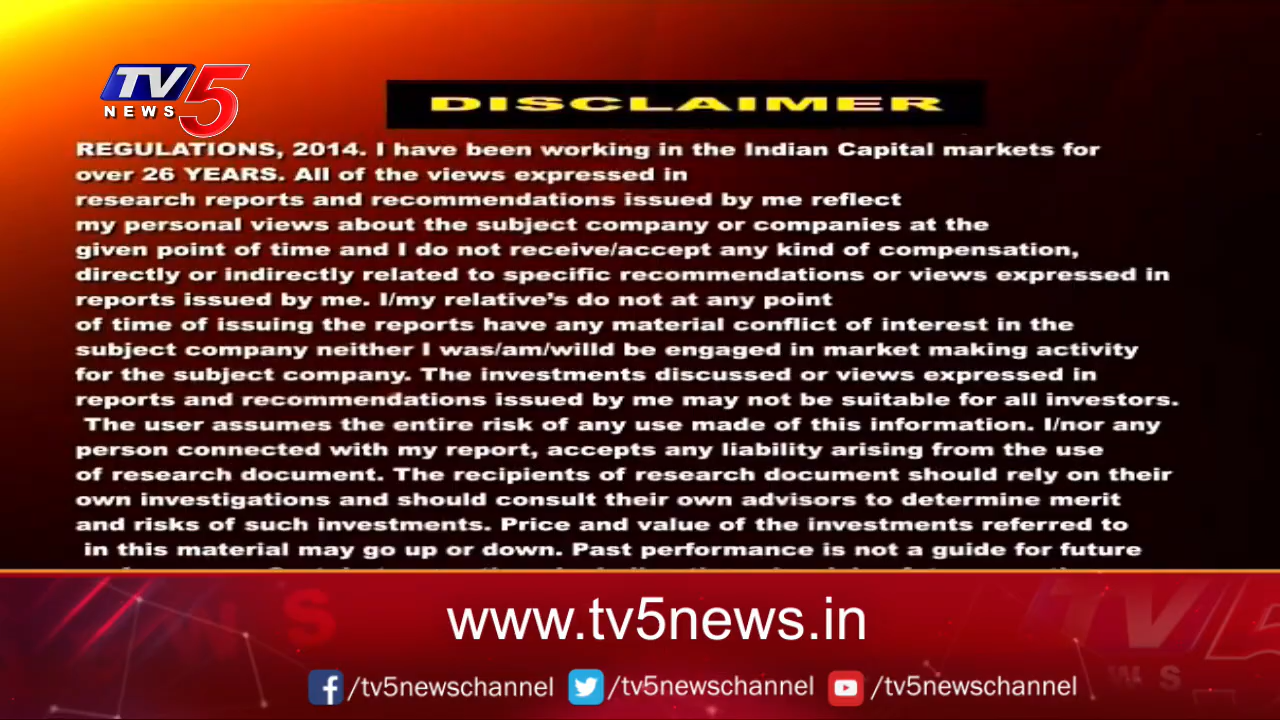 TV5
NEWS
DISCLAIMER
REGULATIONS, 2014. I have been working in the Indian Capital markets for
over 26 YEARS. All of the views expressed in
research reports and recommendations issued by me reflect
my personal views about the subject company or companies at the
given point of time and I do not receive/accept any kind of compensation,
directly or indirectly related to specific recommendations or views expressed in
reports issued by me. I/my relative's do not at any point
of time of issuing the reports have any material conflict of interest in the
subject company neither I was/am/willd be engaged in market making activity
for the subject company. The investments discussed or views expressed in
reports and recommendations issued by me may not be suitable for all investors.
The user assumes the entire risk of any use made of this information. I/nor any
person connected with my report, accepts any liability arising from the use
of research document. The recipients of research document should rely on their
own investigations and should consult their own advisors to determine merit
and risks of such investments. Price and value of the investments referred to
in this material may go up or down. Past performance is not a guide for future
www.tv5news.in
/tv5newschannel /tv5newschannel /tv5newschannel